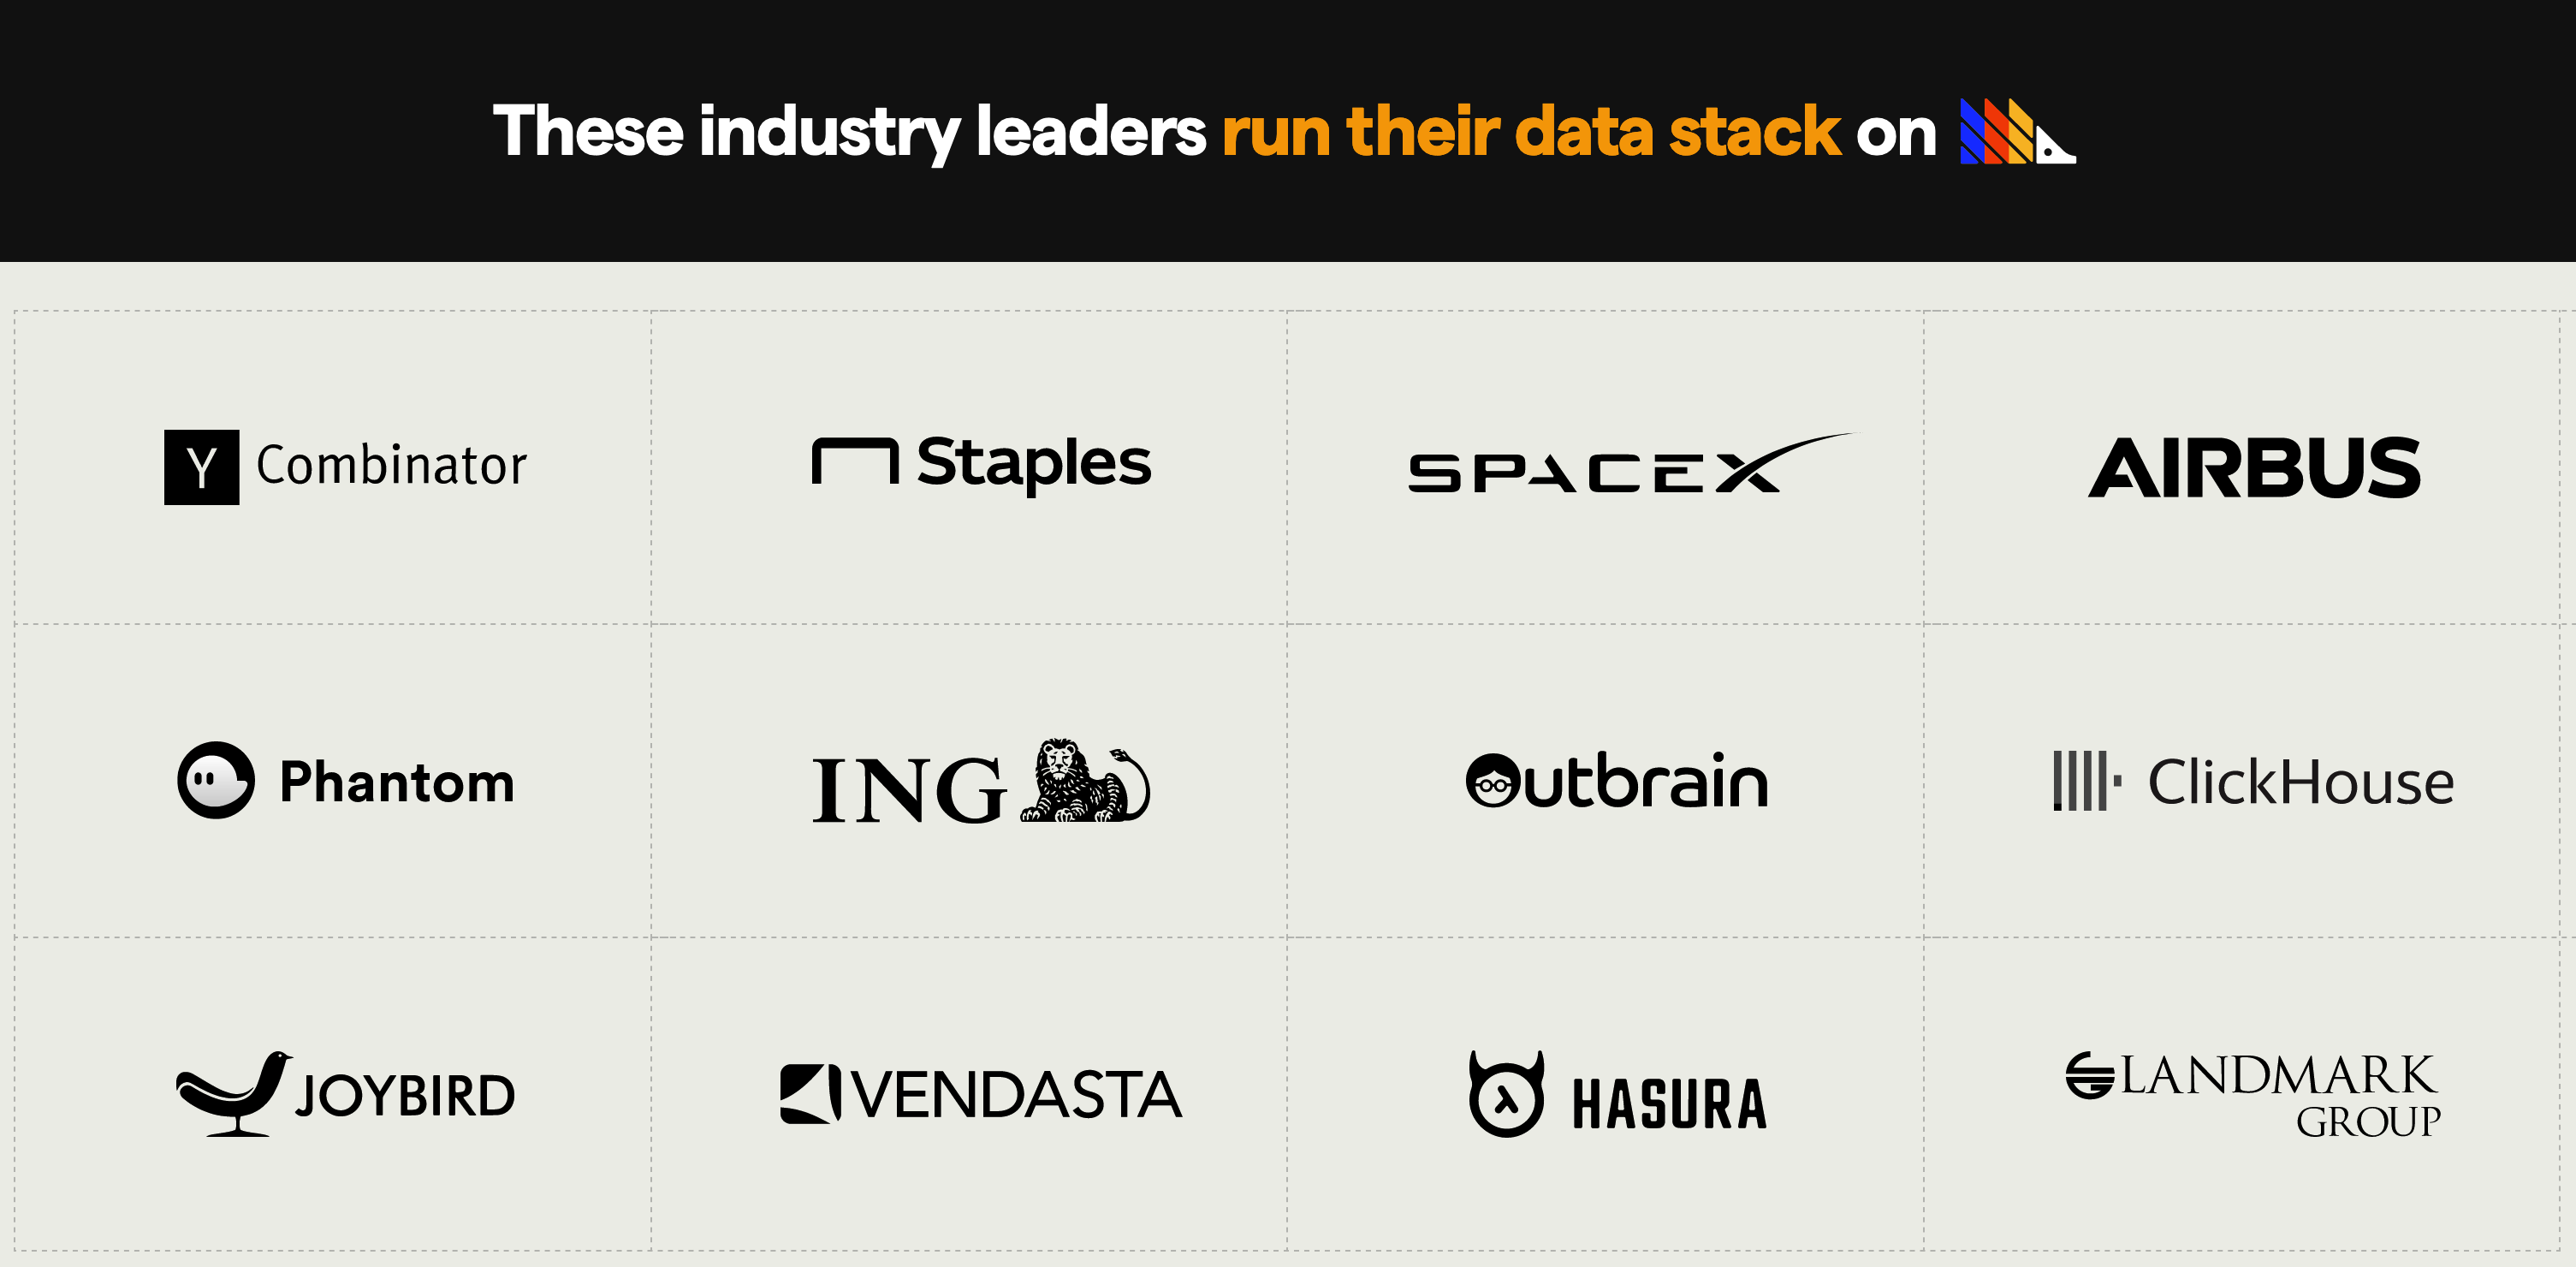 These industry leaders run their data stack on
Y Combinator
Staples
SPACEX
AIRBUS
Phantom
ING
Outbrain
ClickHouse
JOYBIRD
VENDASTA
HASURA
LANDMARK
GROUP